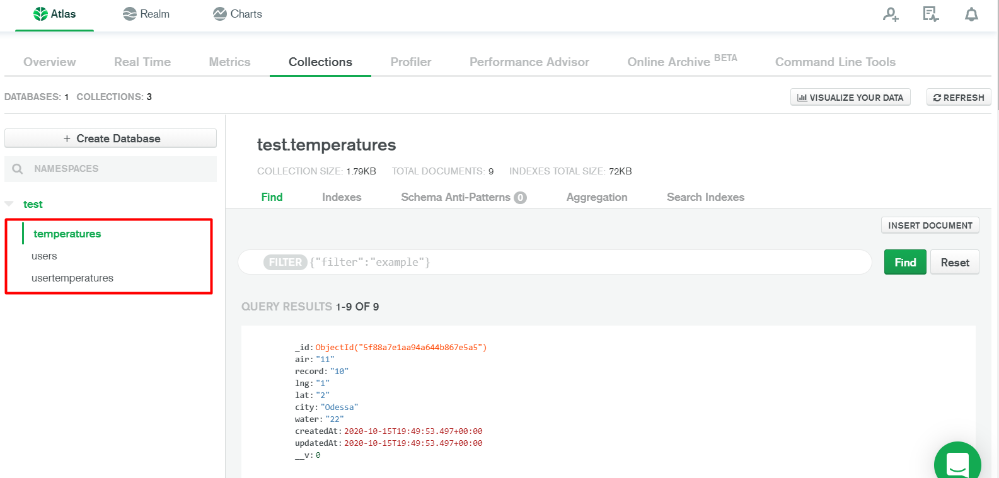 Atlas Realm Charts
Overview Real Time Metrics Collections Profiler Performance Advisor Online Archive BETA Command Line Tools
DATABASES: 1 COLLECTIONS: 3
VISUALIZE YOUR DATA REFRESH
+ Create Database
NAMESPACES
test
temperatures
users
usertemperatures
test.temperatures
COLLECTION SIZE: 1.79KB TOTAL DOCUMENTS: 9 INDEXES TOTAL SIZE: 72KB
Find Indexes Schema Anti-Patterns 0 Aggregation Search Indexes
INSERT DOCUMENT
FILTER {"filter":"example"} Find Reset
QUERY RESULTS 1-9 OF 9
_id: ObjectId("5f88a7e1aa94a644b867e5a5")
air: "11"
record: "10"
lng: "1"
lat: "2"
city: "Odessa"
water: "22"
createdAt: 2020-10-15T19:49:53.497+00:00
updatedAt: 2020-10-15T19:49:53.497+00:00
__v: 0